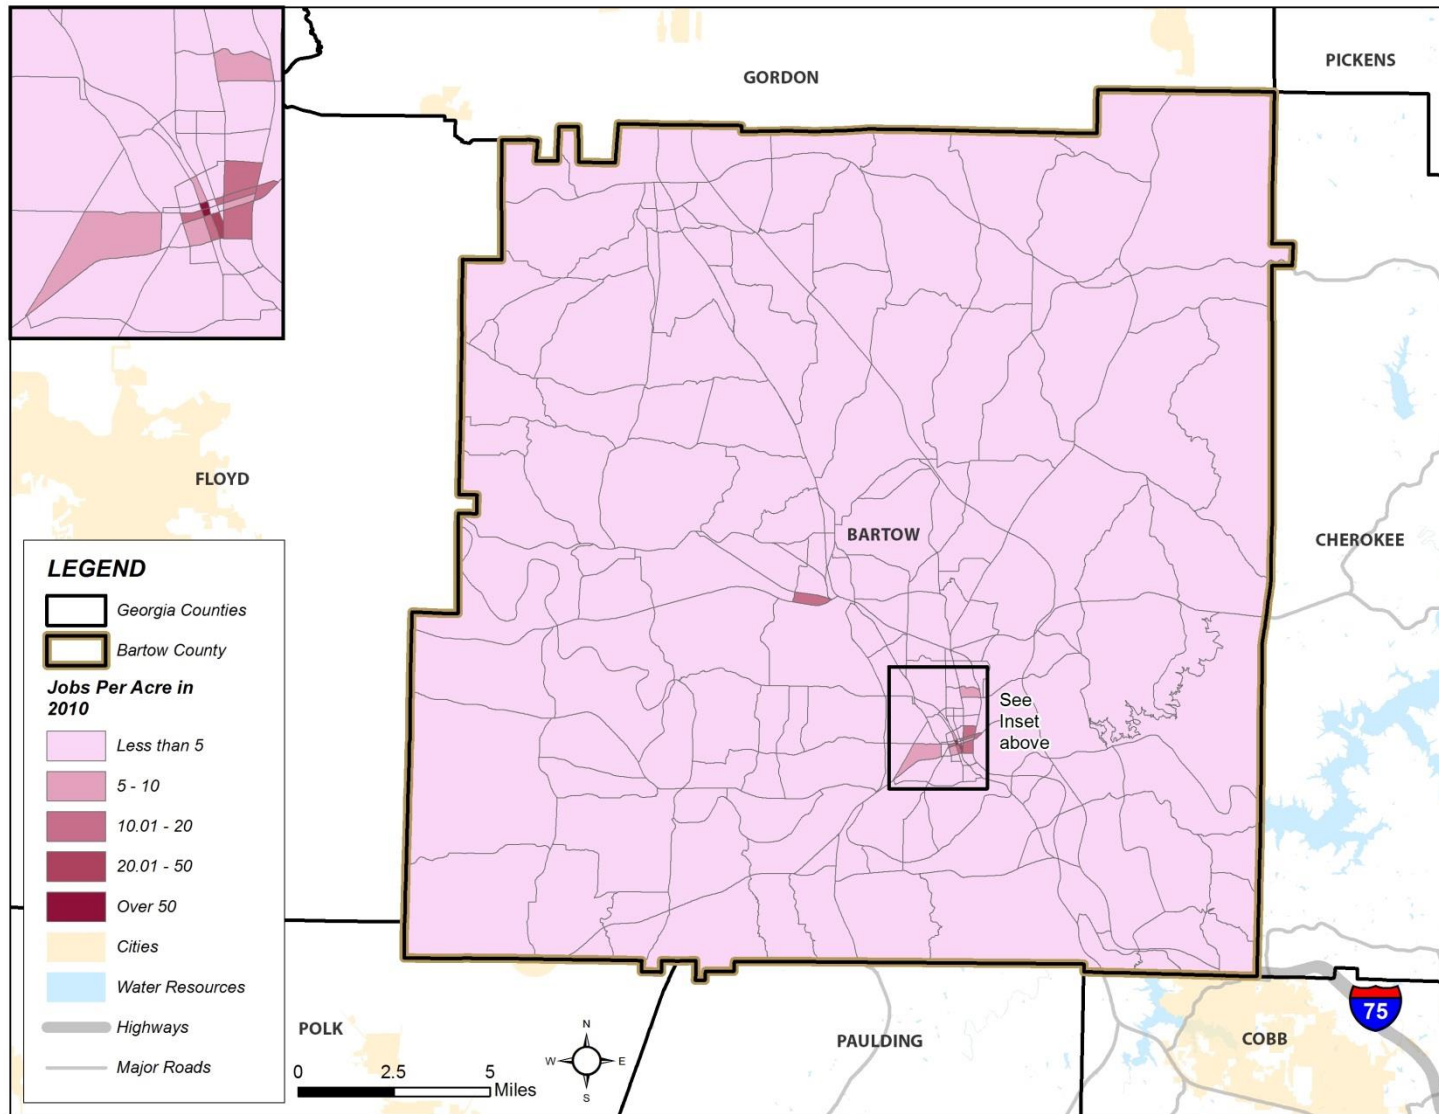 GORDON
PICKENS
FLOYD
BARTOW
CHEROKEE
See
Inset
above
LEGEND
Georgia Counties
Bartow County
Jobs Per Acre in
2010
Less than 5
5 - 10
10.01 - 20
20.01 - 50
Over 50
Cities
Water Resources
Highways
Major Roads
POLK
PAULDING
COBB
75
N
W E
S
0 2.5 5
Miles